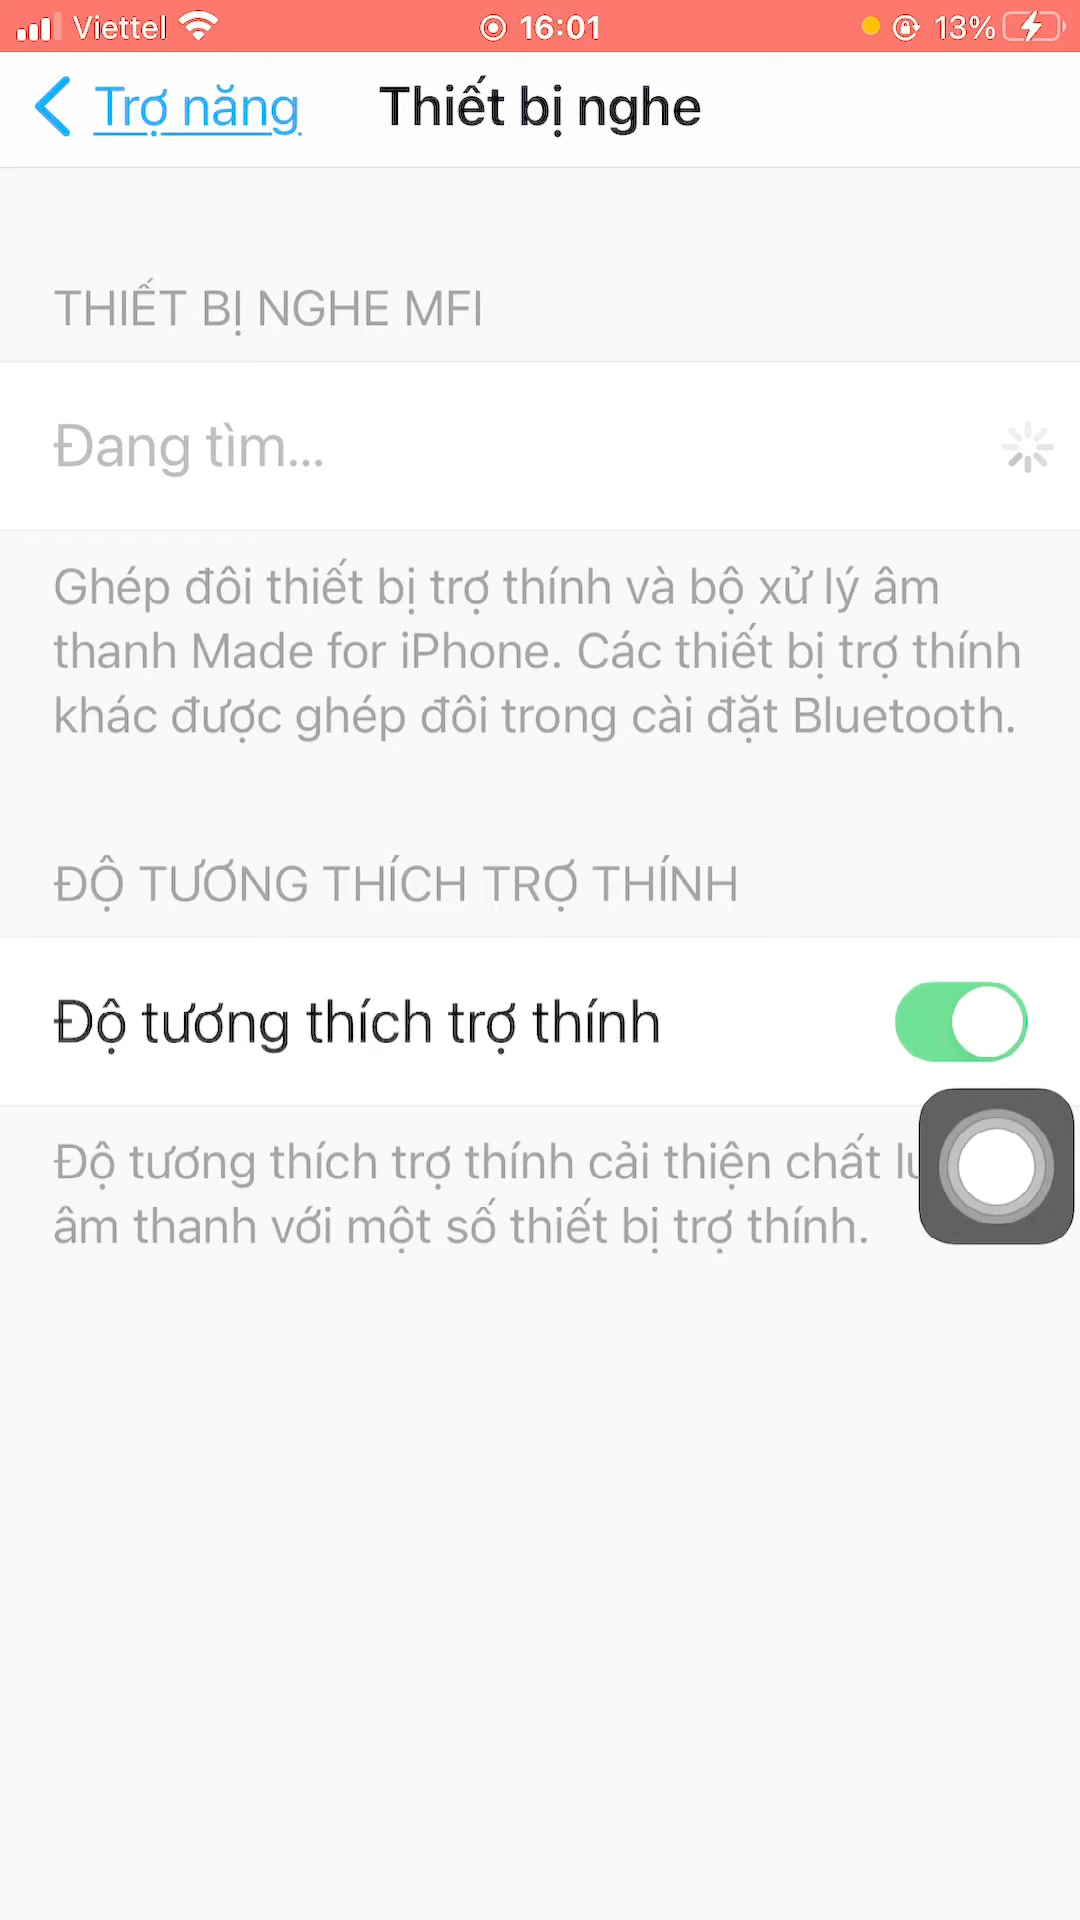 Viettel 16:01 13%
Trợ năng Thiết bị nghe
THIẾT BỊ NGHE MFI
Đang tìm...
Ghép đôi thiết bị trợ thính và bộ xử lý âm
thanh Made for iPhone. Các thiết bị trợ thính
khác được ghép đôi trong cài đặt Bluetooth.
ĐỘ TƯƠNG THÍCH TRỢ THÍNH
Độ tương thích trợ thính
Độ tương thích trợ thính cải thiện chất
âm thanh với một số thiết bị trợ thính.